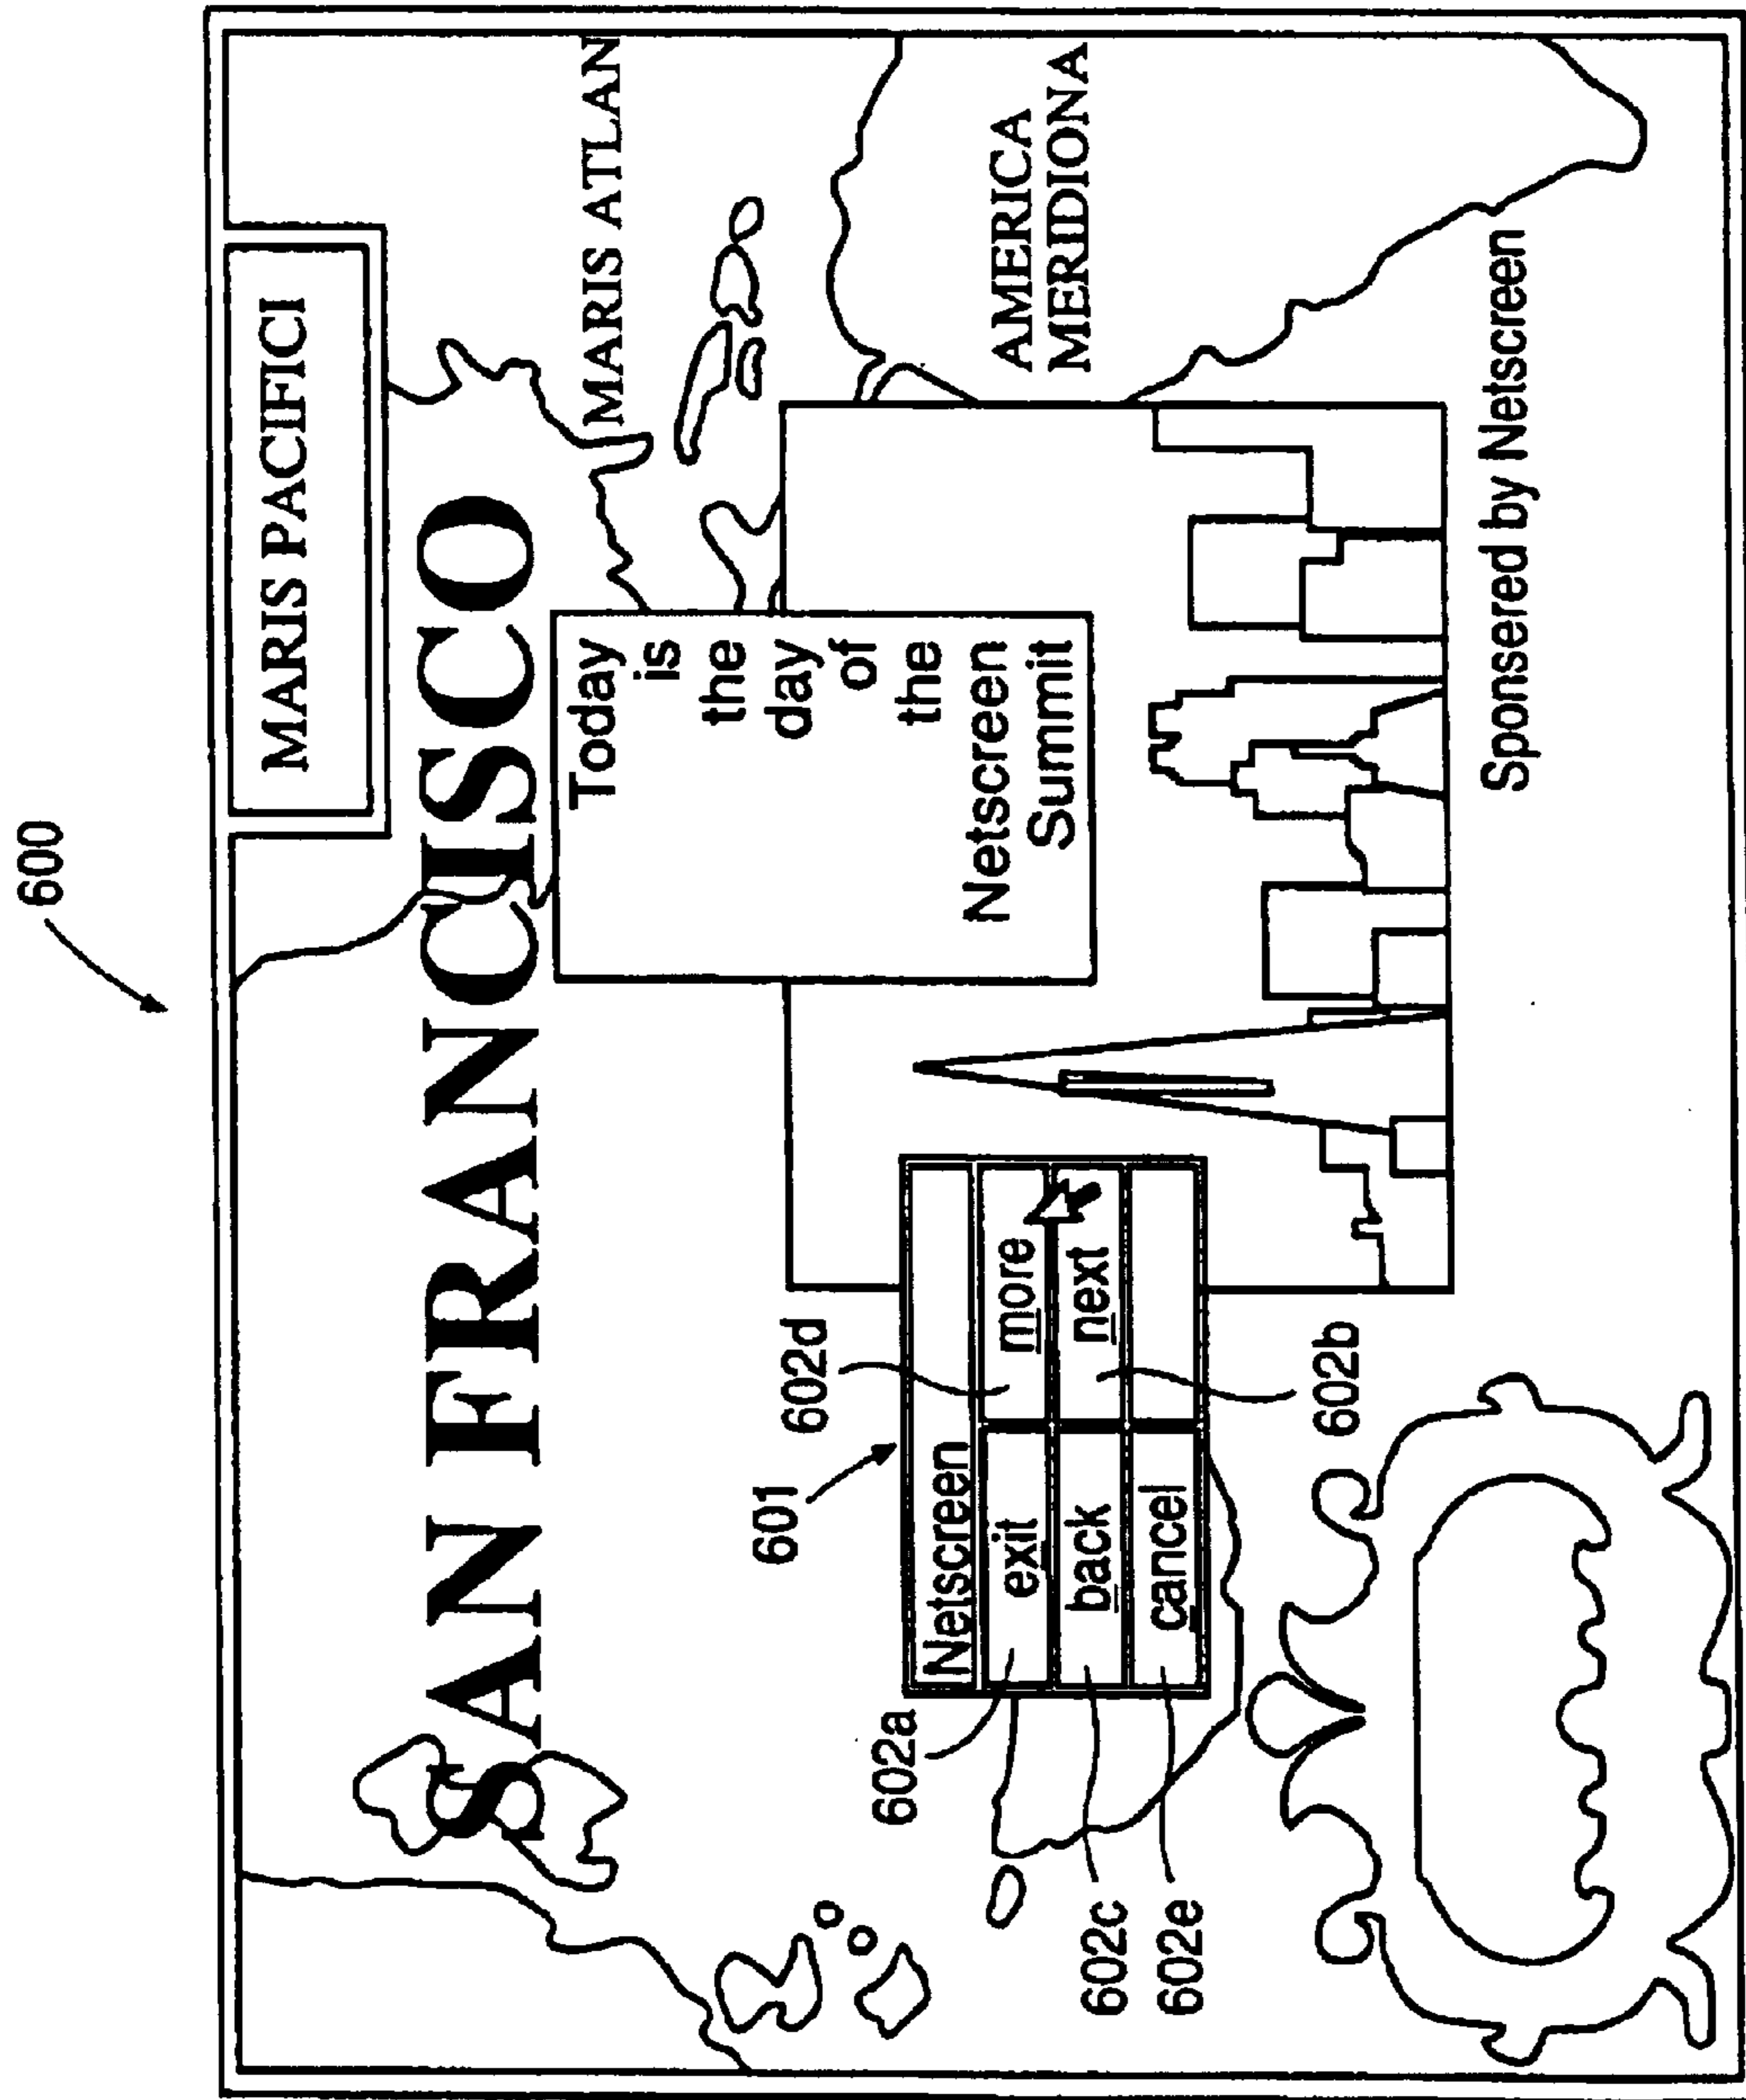 600
MARIS PACIFICI
SAN FRANCISCO
MARIS ATLAN
Today
is
the
day
of
the
Netscreen
Summit
AMERICA
MERIDIONA
601
602d
Netscreen
602a
exit
more
back
next
cancel
602c
602e
602b
Sponsered by Netscreen